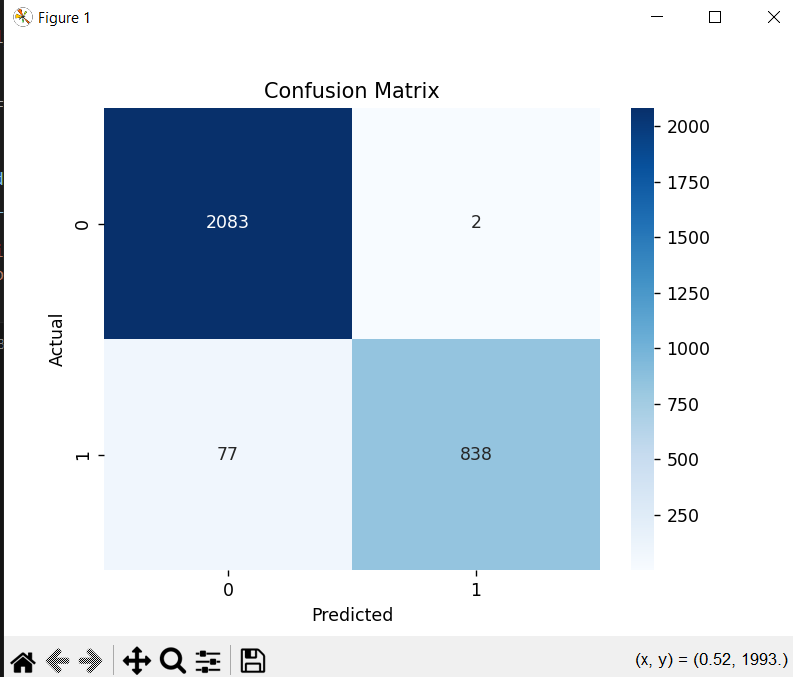 Figure 1
Confusion Matrix
2083 2
77 838
0
1
Actual
0 1
Predicted
2000
1750
1500
1250
1000
750
500
250
(x, y) = (0.52, 1993.)